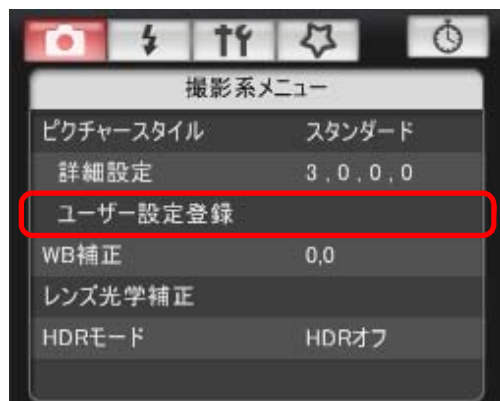 撮影系メニュー
ピクチャースタイル スタンダード
詳細設定 3,0,0,0
ユーザー設定登録
WB補正 0,0
レンズ光学補正
HDRモード HDRオフ